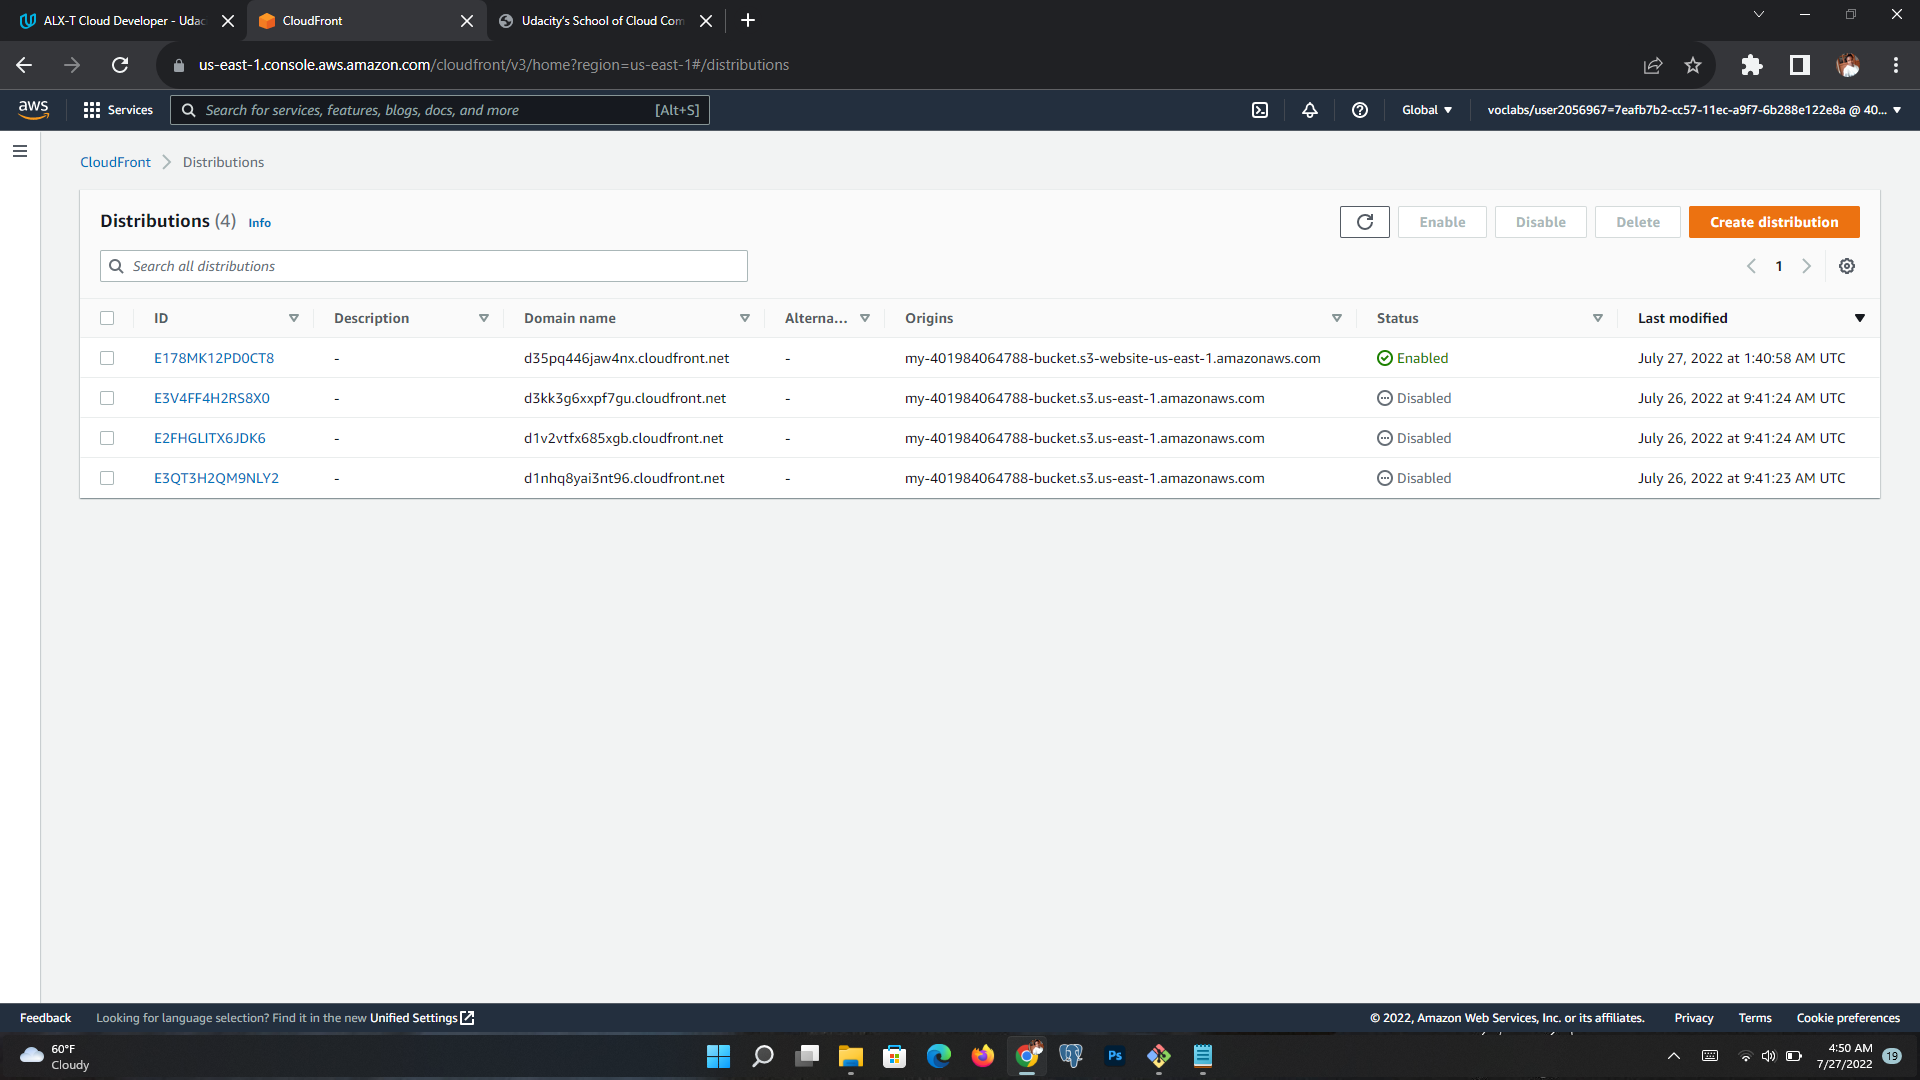 ALX-T Cloud Developer - Udac
CloudFront
Udacity's School of Cloud Com
us-east-1.console.aws.amazon.com/cloudfront/v3/home?region=us-east-1#/distributions
aws
Services
Search for services, features, blogs, docs, and more
[Alt+S]
Global
voclabs/user2056967=7eafb7b2-cc57-11ec-a9f7-6b288e122e8a @ 40...
CloudFront
Distributions
Distributions (4) Info
Enable
Disable
Delete
Create distribution
Search all distributions
1
ID Description Domain name Alterna... Origins Status Last modified
E178MK12PD0CT8 - d35pq446jaw4nx.cloudfront.net - my-401984064788-bucket.s3-website-us-east-1.amazonaws.com Enabled July 27, 2022 at 1:40:58 AM UTC
E3V4FF4H2RS8X0 - d3kk3g6xxpf7gu.cloudfront.net - my-401984064788-bucket.s3.us-east-1.amazonaws.com Disabled July 26, 2022 at 9:41:24 AM UTC
E2FHGLITX6JDK6 - d1v2vtfx685xgb.cloudfront.net - my-401984064788-bucket.s3.us-east-1.amazonaws.com Disabled July 26, 2022 at 9:41:24 AM UTC
E3QT3H2QM9NLY2 - d1nhq8yai3nt96.cloudfront.net - my-401984064788-bucket.s3.us-east-1.amazonaws.com Disabled July 26, 2022 at 9:41:23 AM UTC
Feedback
Looking for language selection? Find it in the new Unified Settings
© 2022, Amazon Web Services, Inc. or its affiliates.
Privacy
Terms
Cookie preferences
60°F
Cloudy
Ps
4:50 AM
7/27/2022
19